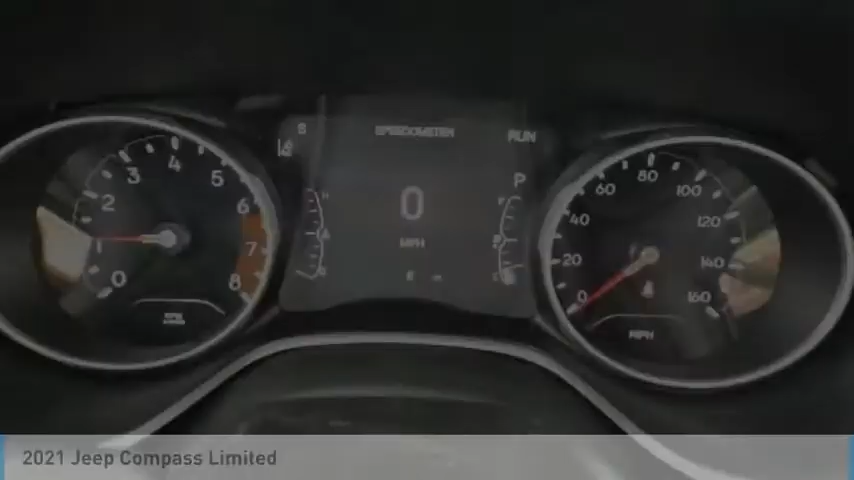 S
SPEEDOMETER
RUN
0 1 2 3 4 5 6 7 8
P
0
MPH
E
0 20 40 60 80 100 120 140 160
MPH
2021 Jeep Compass Limited